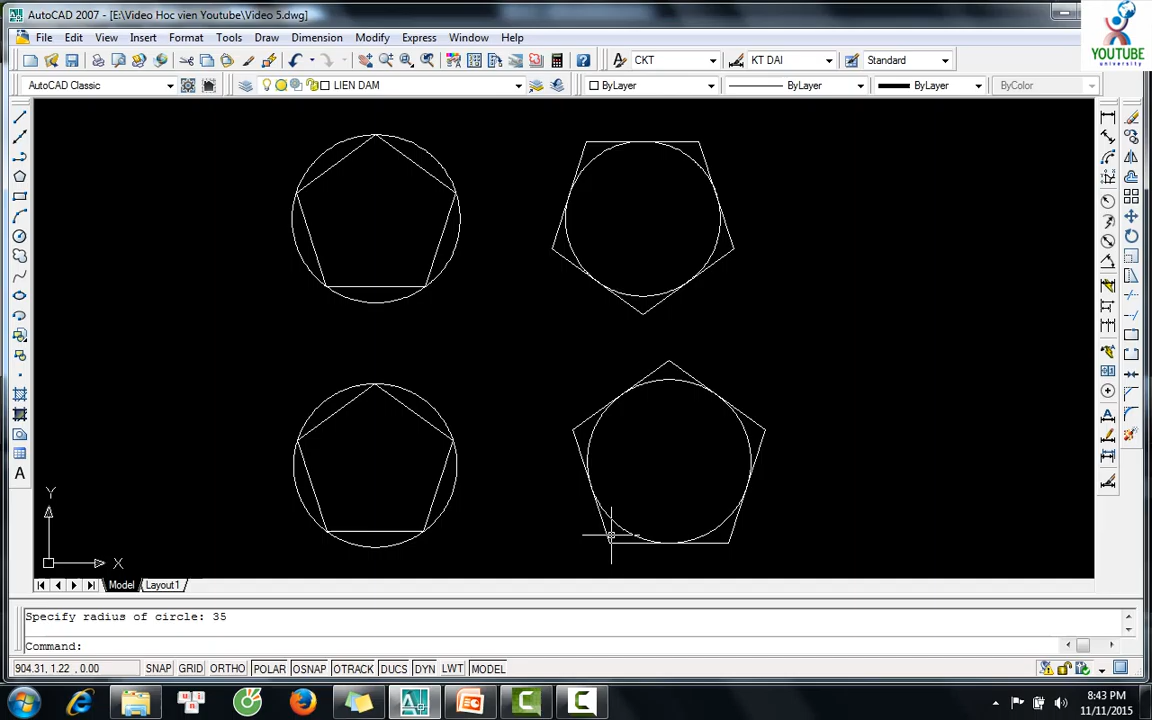 AutoCAD 2007 - [E:\Video Hoc vien Youtube\Video 5.dwg]
File Edit View Insert Format Tools Draw Dimension Modify Express Window Help
YOUTUBE
university
CKT KT DAI Standard
AutoCAD Classic LIEN DAM ByLayer ByLayer ByLayer ByColor
A
A
Y
X
Model Layout1
Specify radius of circle: 35
Command:
904.31, 1.22 , 0.00 SNAP GRID ORTHO POLAR OSNAP OTRACK DUCS DYN LWT MODEL
8:43 PM
11/11/2015